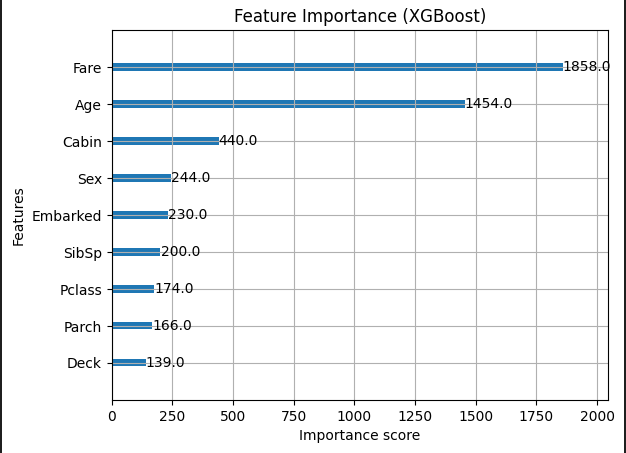 Feature Importance (XGBoost)
Features
Fare 1858.0
Age 1454.0
Cabin 440.0
Sex 244.0
Embarked 230.0
SibSp 200.0
Pclass 174.0
Parch 166.0
Deck 139.0
0 250 500 750 1000 1250 1500 1750 2000
Importance score